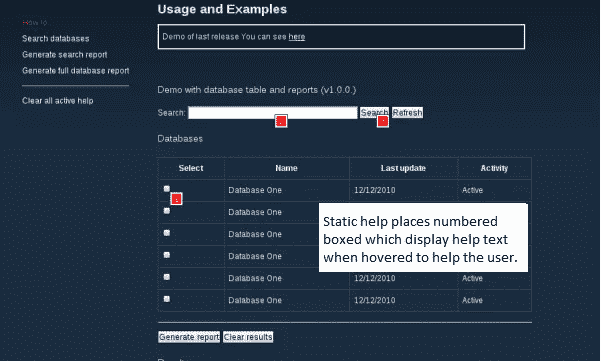 Usage and Examples
How to...
Search databases
Generate search report
Generate full database report
Clear all active help
Demo of last release You can see here
Demo with database table and reports (v1.0.0.)
Search: Search Refresh
Databases
Select Name Last update Activity
Database One 12/12/2010 Active
Database One
Database One
Database One
Database One 12/12/2010 Active
Database One 12/12/2010 Active
Static help places numbered
boxed which display help text
when hovered to help the user.
Generate report Clear results